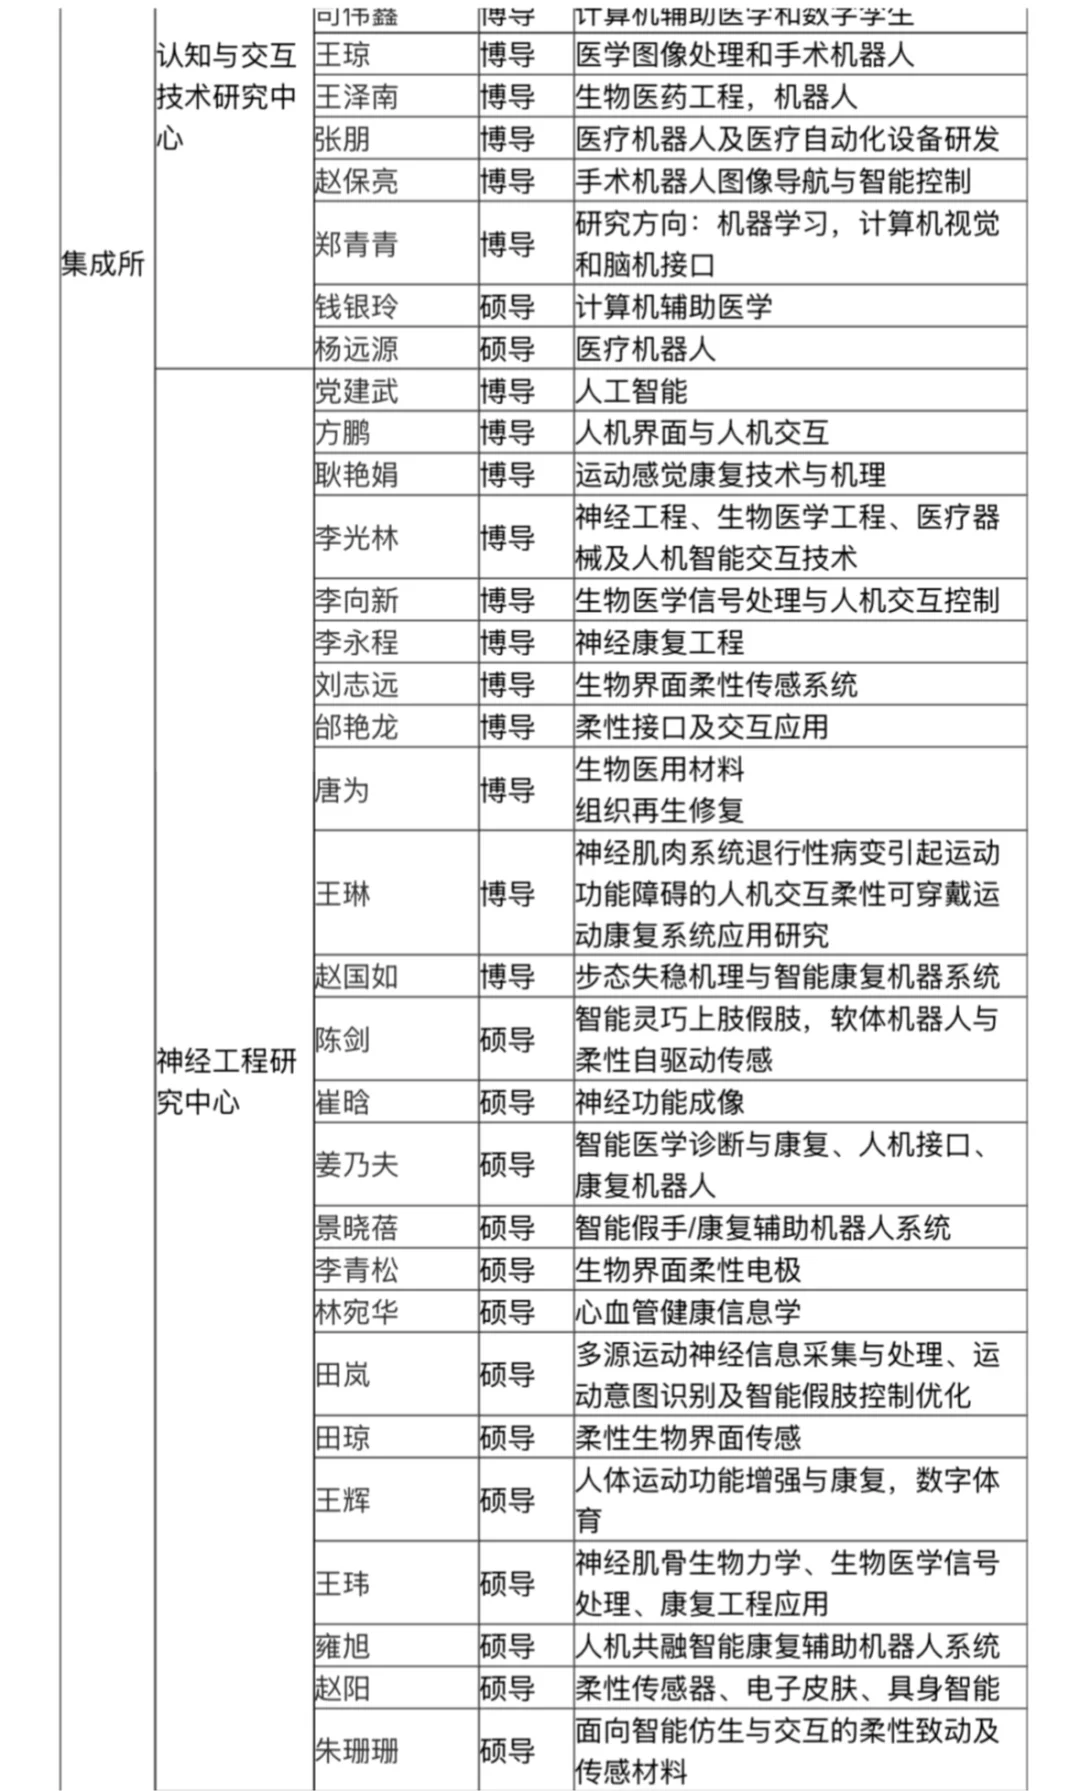 司伟鑫 博导 计算机辅助医学和数字孪生
认知与交互
技术研究中
心
王琼 博导 医学图像处理和手术机器人
王泽南 博导 生物医药工程，机器人
张朋 博导 医疗机器人及医疗自动化设备研发
赵保亮 博导 手术机器人图像导航与智能控制
集成所
郑青青 博导 研究方向：机器学习，计算机视觉
和脑机接口
钱银玲 硕导 计算机辅助医学
杨远源 硕导 医疗机器人
神经工程研
究中心
党建武 博导 人工智能
方鹏 博导 人机界面与人机交互
耿艳娟 博导 运动感觉康复技术与机理
李光林 博导 神经工程、生物医学工程、医疗器
械及人机智能交互技术
李向新 博导 生物医学信号处理与人机交互控制
李永程 博导 神经康复工程
刘志远 博导 生物界面柔性传感系统
邰艳龙 博导 柔性接口及交互应用
唐为 博导 生物医用材料
组织再生修复
王琳 博导 神经肌肉系统退行性病变引起运动
功能障碍的人机交互柔性可穿戴运
动康复系统应用研究
赵国如 博导 步态失稳机理与智能康复机器系统
陈剑 硕导 智能灵巧上肢假肢，软体机器人与
柔性自驱动传感
崔晗 硕导 神经功能成像
姜乃夫 硕导 智能医学诊断与康复、人机接口、
康复机器人
景晓蓓 硕导 智能假手/康复辅助机器人系统
李青松 硕导 生物界面柔性电极
林宛华 硕导 心血管健康信息学
田岚 硕导 多源运动神经信息采集与处理、运
动意图识别及智能假肢控制优化
田琼 硕导 柔性生物界面传感
王辉 硕导 人体运动功能增强与康复，数字体
育
王玮 硕导 神经肌骨生物力学、生物医学信号
处理、康复工程应用
雍旭 硕导 人机共融智能康复辅助机器人系统
赵阳 硕导 柔性传感器、电子皮肤、具身智能
朱珊珊 硕导 面向智能仿生与交互的柔性致动及
传感材料